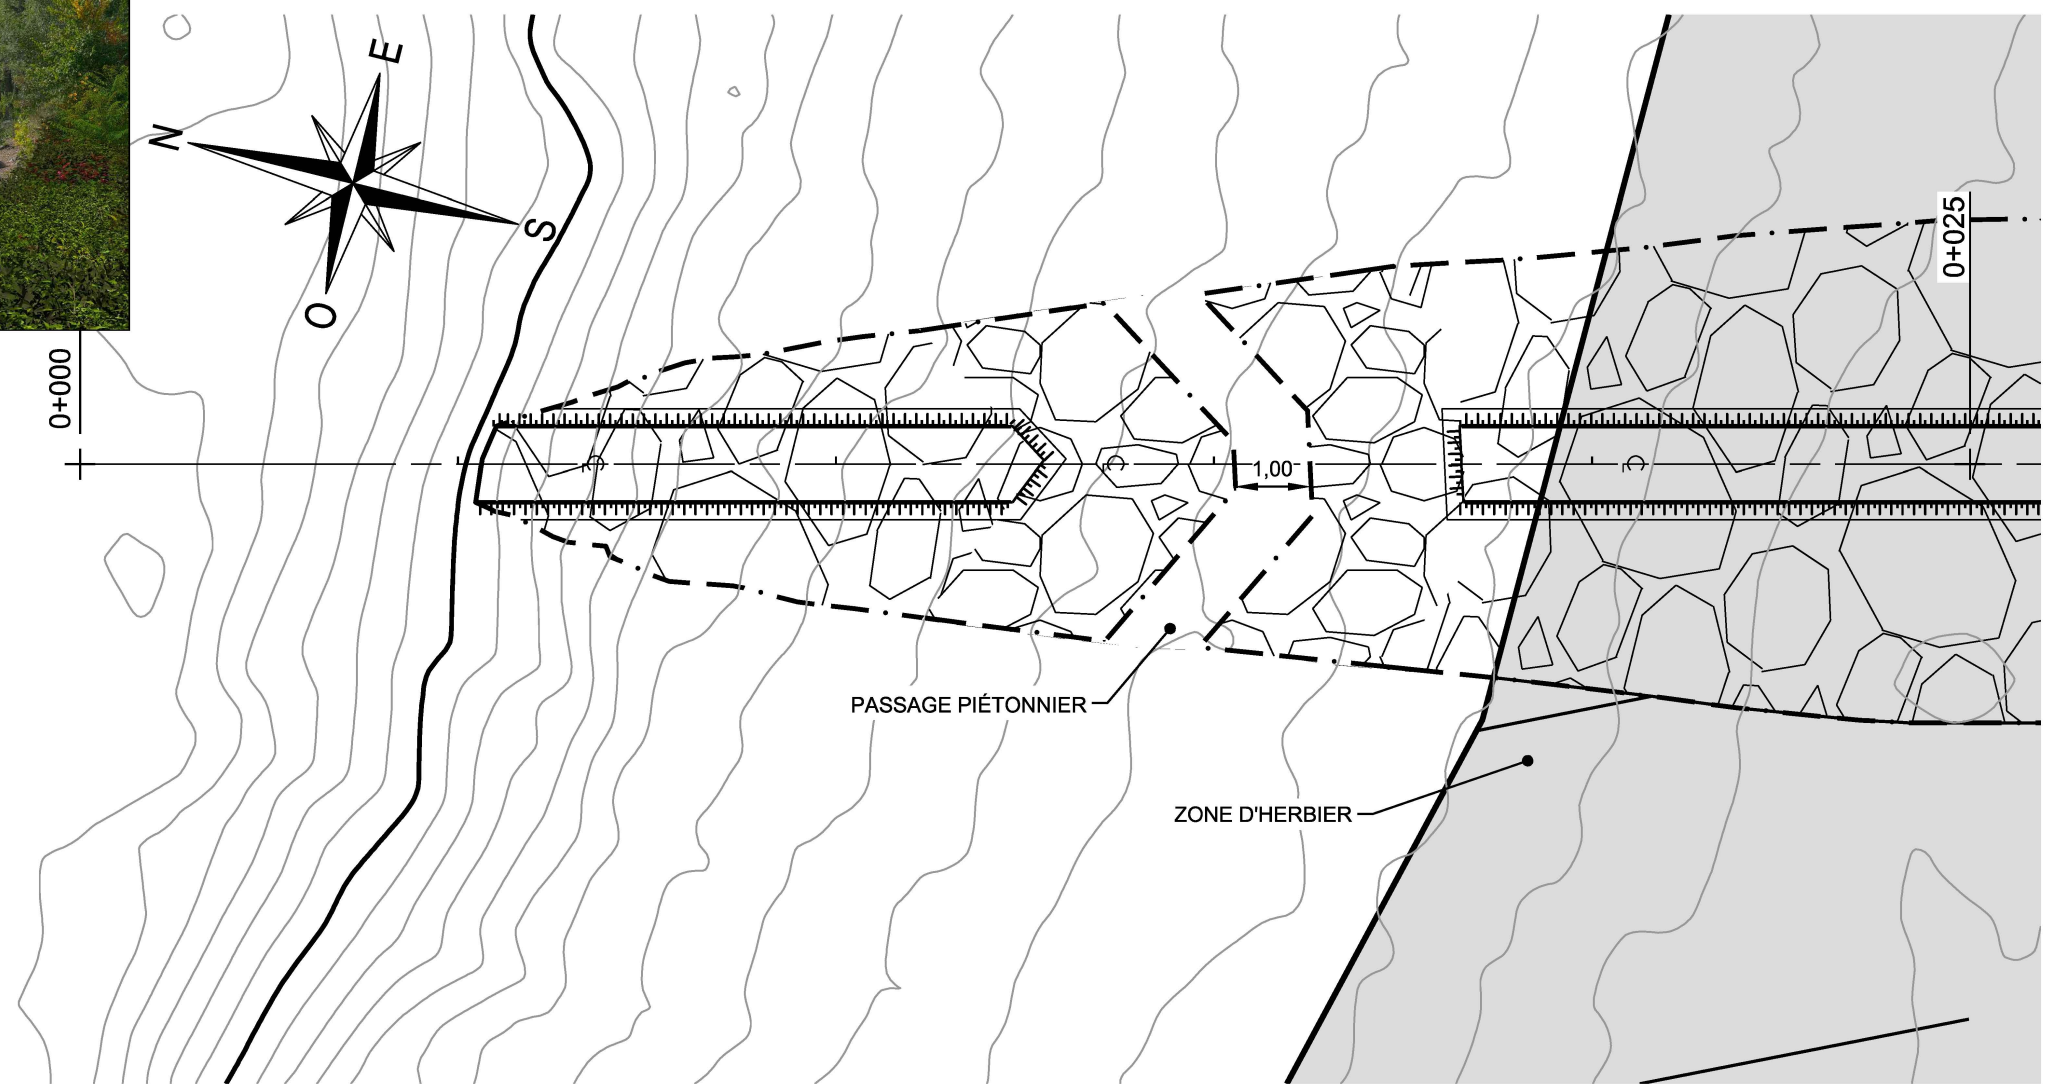 E
N
S
O
0+000
0+025
1,00
PASSAGE PIÉTONNIER
ZONE D'HERBIER